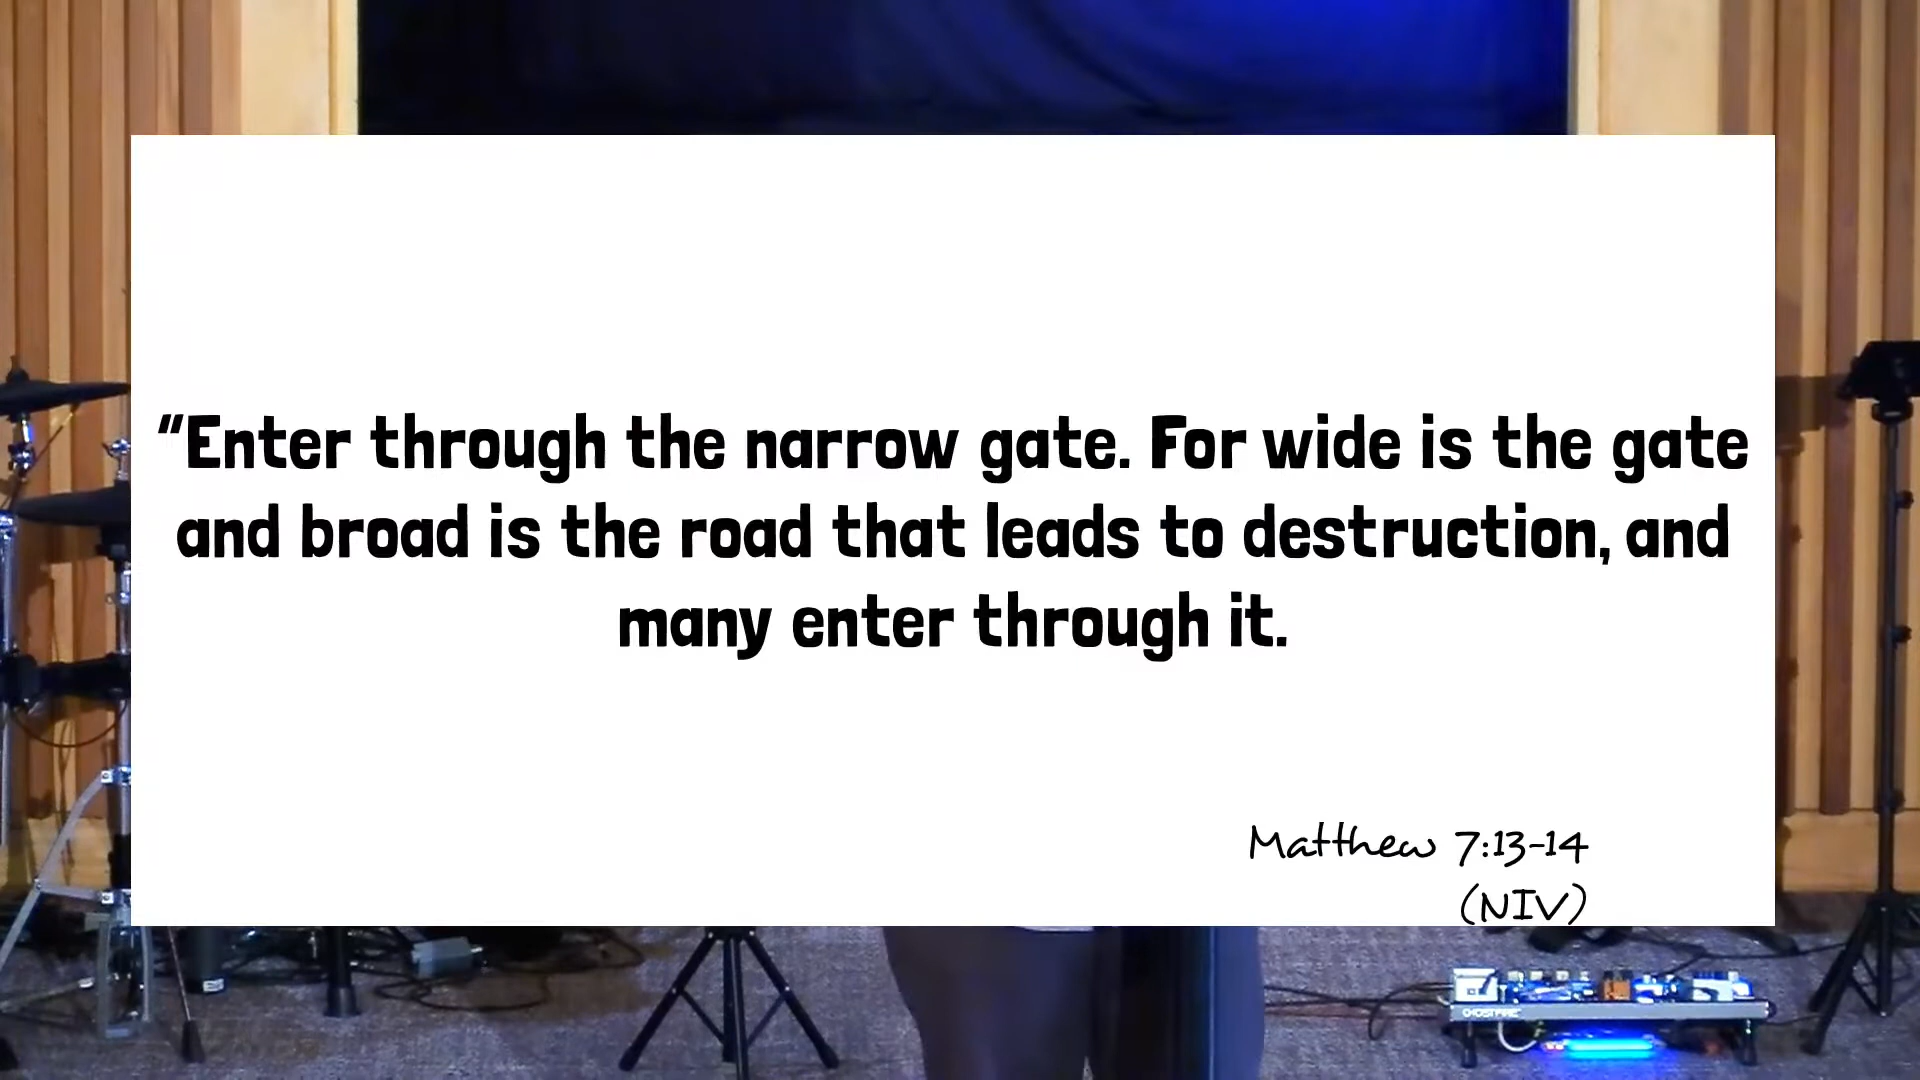 “Enter through the narrow gate. For wide is the gate
and broad is the road that leads to destruction, and
many enter through it.
Matthew 7:13-14
(NIV)
GHOSTFIRE